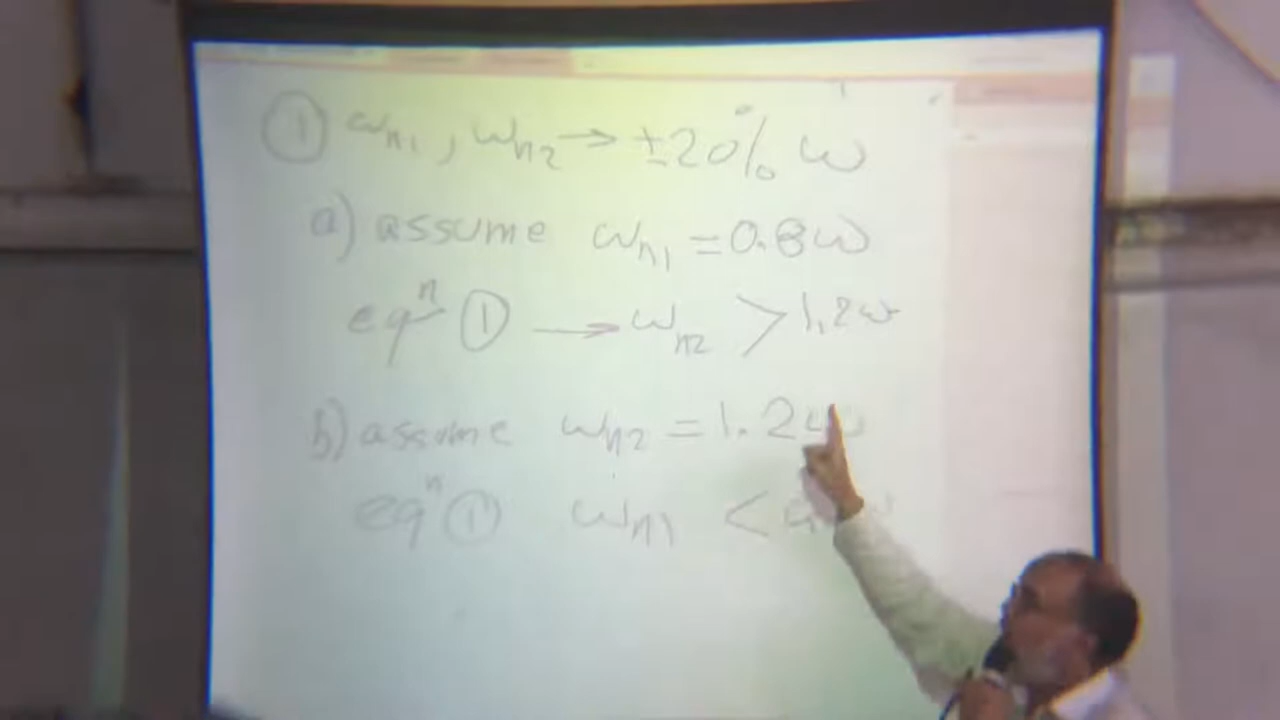 ① ωn1, ωn2 → ±20% ω
a) assume ωn1 = 0.8ω
eqⁿ ① → ωn2 > 1.2ω
b) assume ωn2 = 1.2ω
eqⁿ ① ωn1 <